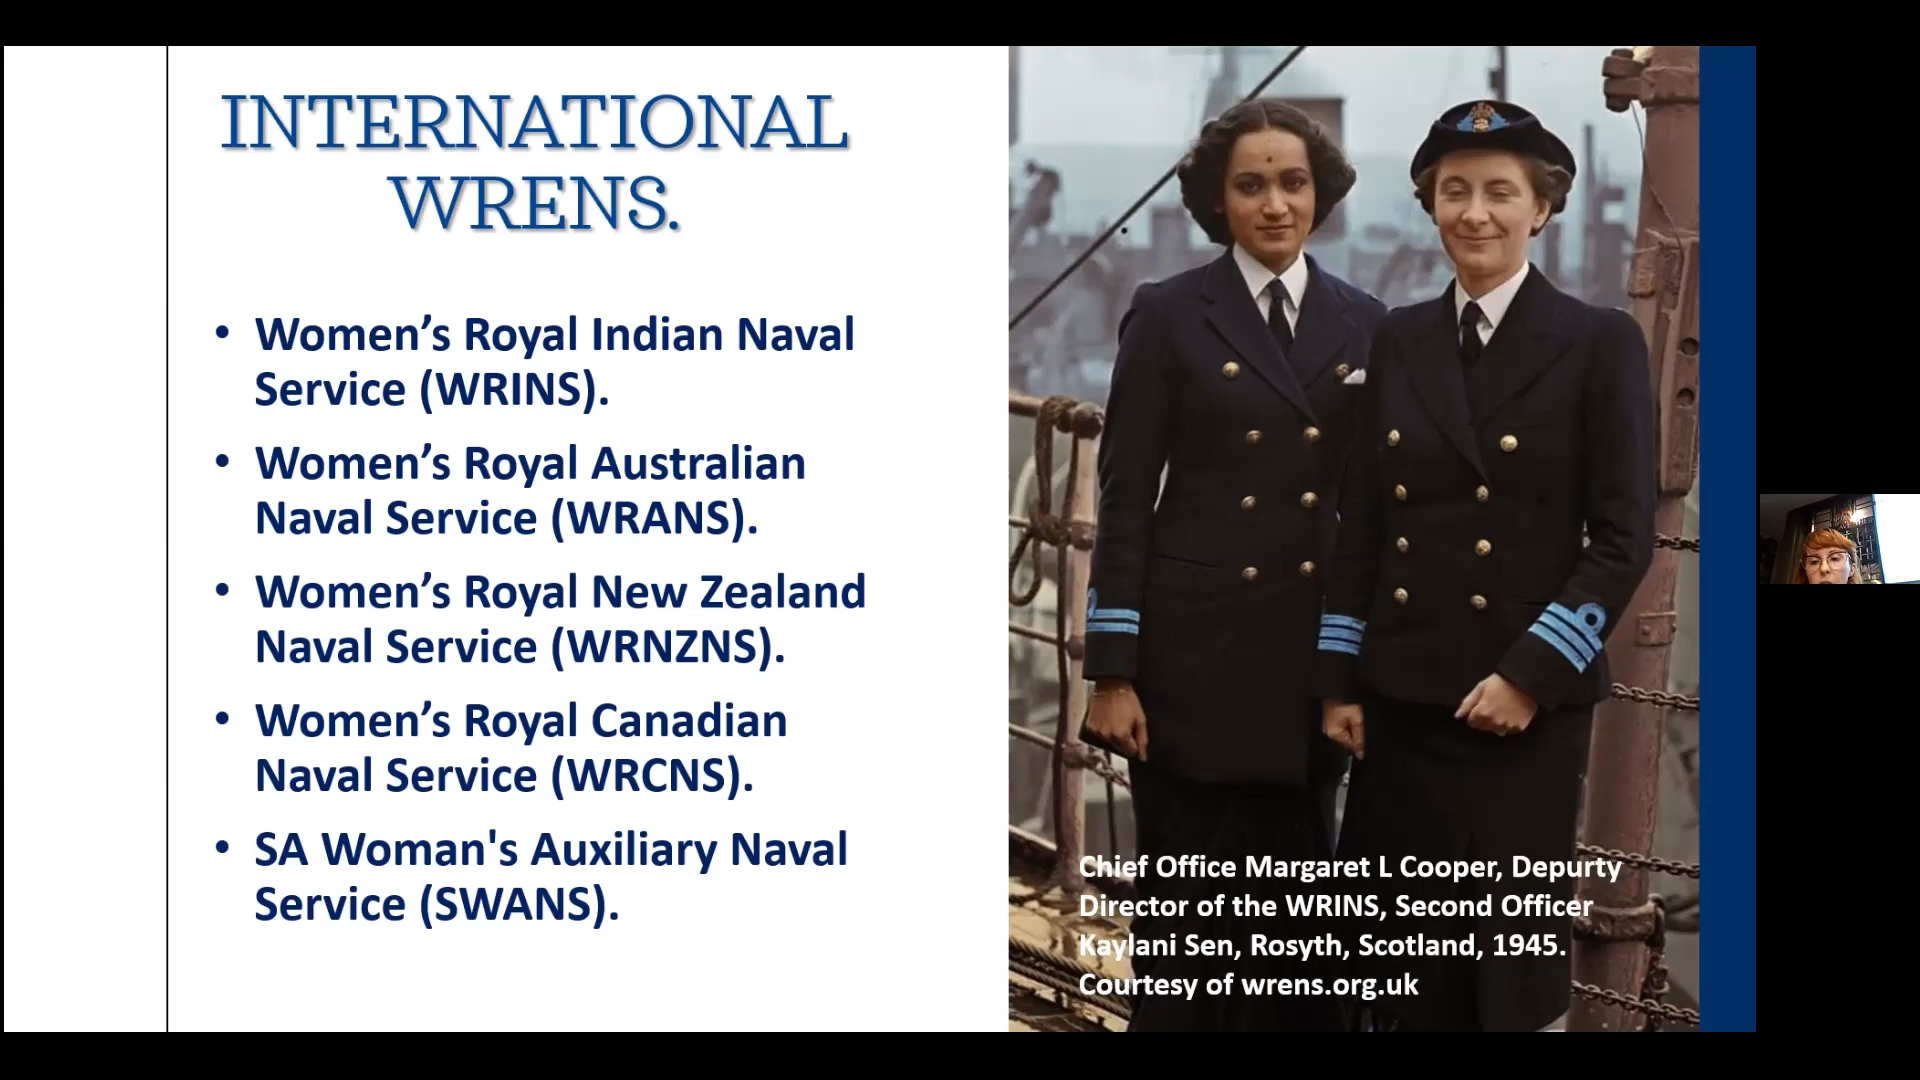 INTERNATIONAL
WRENS.
• Women’s Royal Indian Naval
Service (WRINS).
• Women’s Royal Australian
Naval Service (WRANS).
• Women’s Royal New Zealand
Naval Service (WRNZNS).
• Women’s Royal Canadian
Naval Service (WRCNS).
• SA Woman's Auxiliary Naval
Service (SWANS).
Chief Office Margaret L Cooper, Depurty
Director of the WRINS, Second Officer
Kaylani Sen, Rosyth, Scotland, 1945.
Courtesy of wrens.org.uk